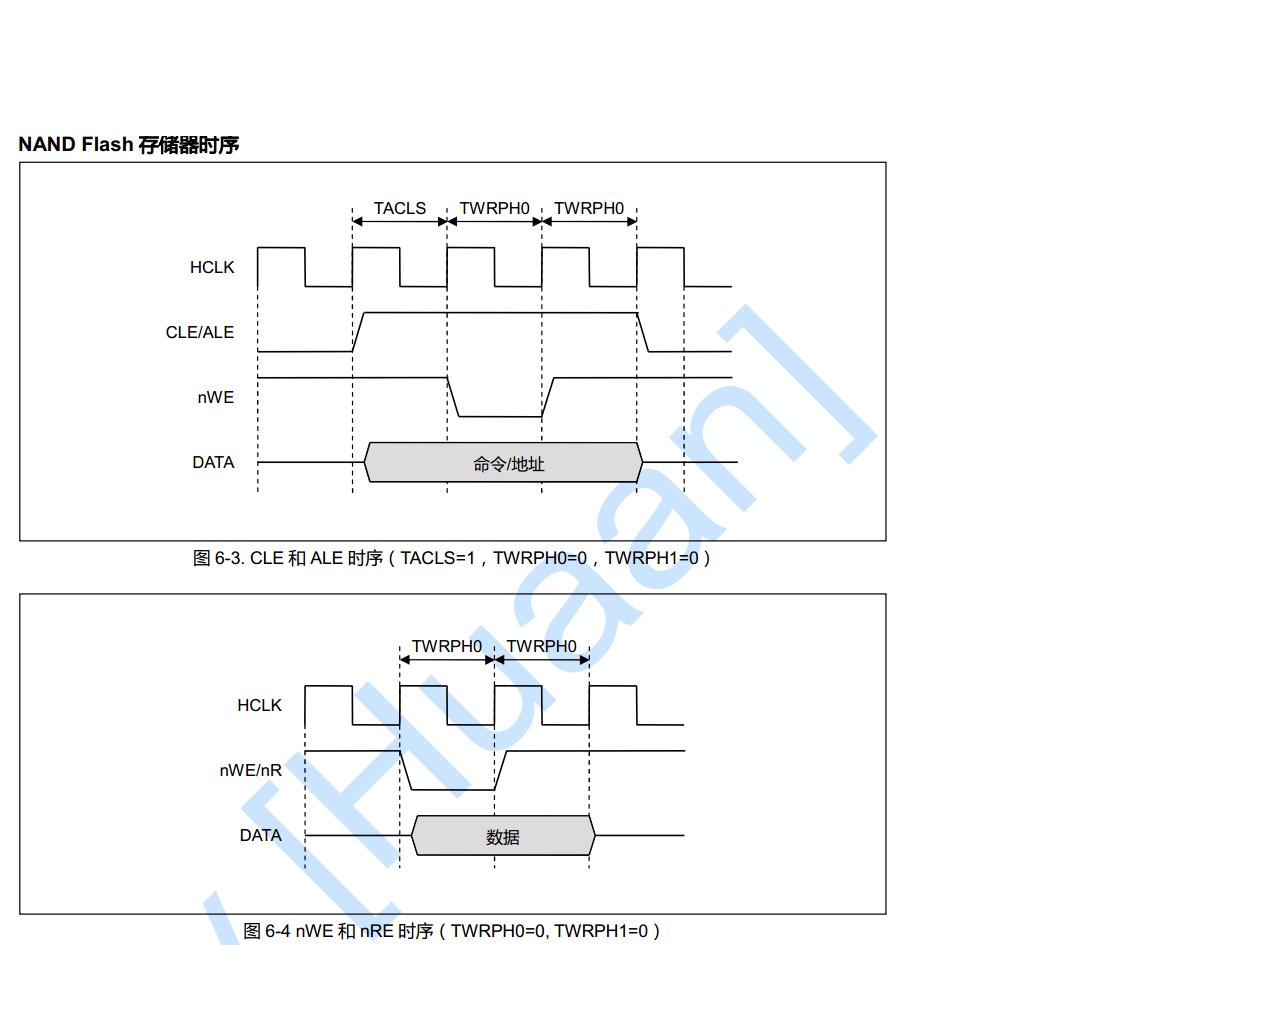 NAND Flash 存储器时序
TACLS TWRPH0 TWRPH0
HCLK
CLE/ALE
nWE
DATA 命令/地址
图 6-3. CLE 和 ALE 时序（TACLS=1，TWRPH0=0，TWRPH1=0）
TWRPH0 TWRPH0
HCLK
nWE/nR
DATA 数据
图 6-4 nWE 和 nRE 时序（TWRPH0=0, TWRPH1=0）
[Huaan]